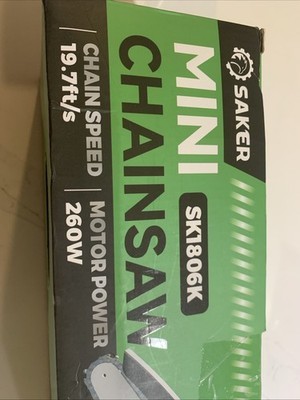 SAKER
MINI
SK1806K
CHAINSAW
CHAIN SPEED
19.7ft/s
MOTOR POWER
260W